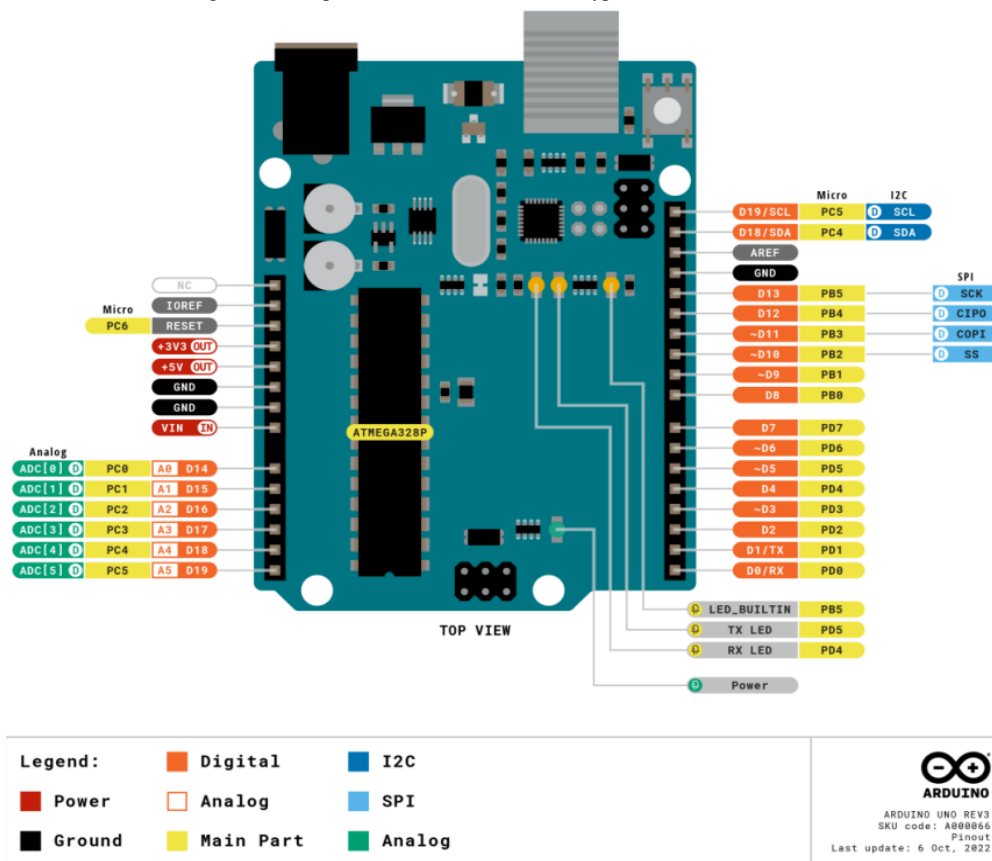 Micro I2C
D19/SCL PC5 D SCL
D18/SDA PC4 D SDA
AREF
GND
SPI
D13 PB5 D SCK
D12 PB4 D CIPO
~D11 PB3 D COPI
~D10 PB2 D SS
~D9 PB1
D8 PB0
D7 PD7
~D6 PD6
~D5 PD5
D4 PD4
~D3 PD3
D2 PD2
D1/TX PD1
D0/RX PD0
NC
IOREF
Micro
PC6 RESET
+3V3 OUT
+5V OUT
GND
GND
VIN IN
Analog
ADC[0] D PC0 A0 D14
ADC[1] D PC1 A1 D15
ADC[2] D PC2 A2 D16
ADC[3] D PC3 A3 D17
ADC[4] D PC4 A4 D18
ADC[5] D PC5 A5 D19
ATMEGA328P
LED_BUILTIN PB5
TX LED PD5
RX LED PD4
Power
TOP VIEW
Legend:
Digital
I2C
Power
Analog
SPI
Ground
Main Part
Analog
ARDUINO
ARDUINO UNO REV3
SKU code: A000066
Pinout
Last update: 6 Oct, 2022